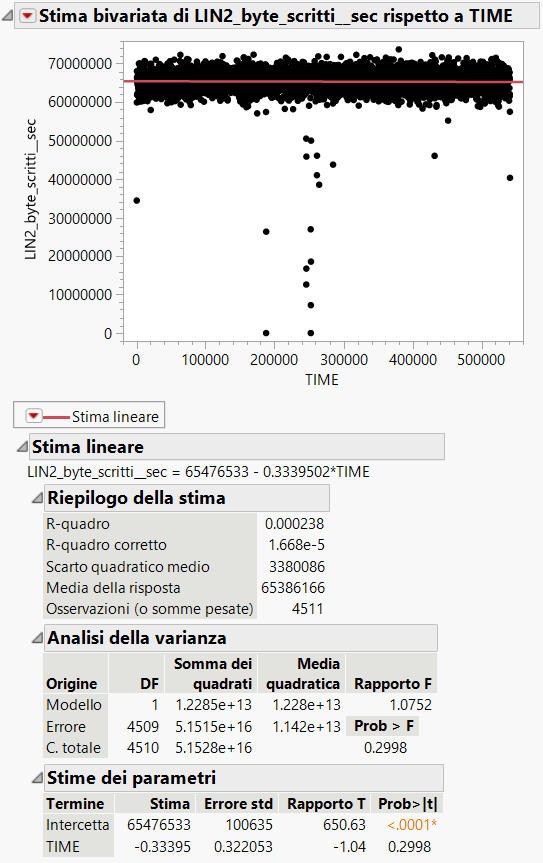 Stima bivariata di LIN2_byte_scritti__sec rispetto a TIME
70000000
60000000
50000000
40000000
30000000
20000000
10000000
0
LIN2_byte_scritti__sec
0 100000 200000 300000 400000 500000
TIME
Stima lineare
Stima lineare
LIN2_byte_scritti__sec = 65476533 - 0.3339502*TIME
Riepilogo della stima
R-quadro 0.000238
R-quadro corretto 1.668e-5
Scarto quadratico medio 3380086
Media della risposta 65386166
Osservazioni (o somme pesate) 4511
Analisi della varianza
Origine DF Somma dei quadrati Media quadratica Rapporto F
Modello 1 1.2285e+13 1.228e+13 1.0752
Errore 4509 5.1515e+16 1.142e+13 Prob > F
C. totale 4510 5.1528e+16 0.2998
Stime dei parametri
Termine Stima Errore std Rapporto T Prob>|t|
Intercetta 65476533 100635 650.63 <.0001*
TIME -0.33395 0.322053 -1.04 0.2998